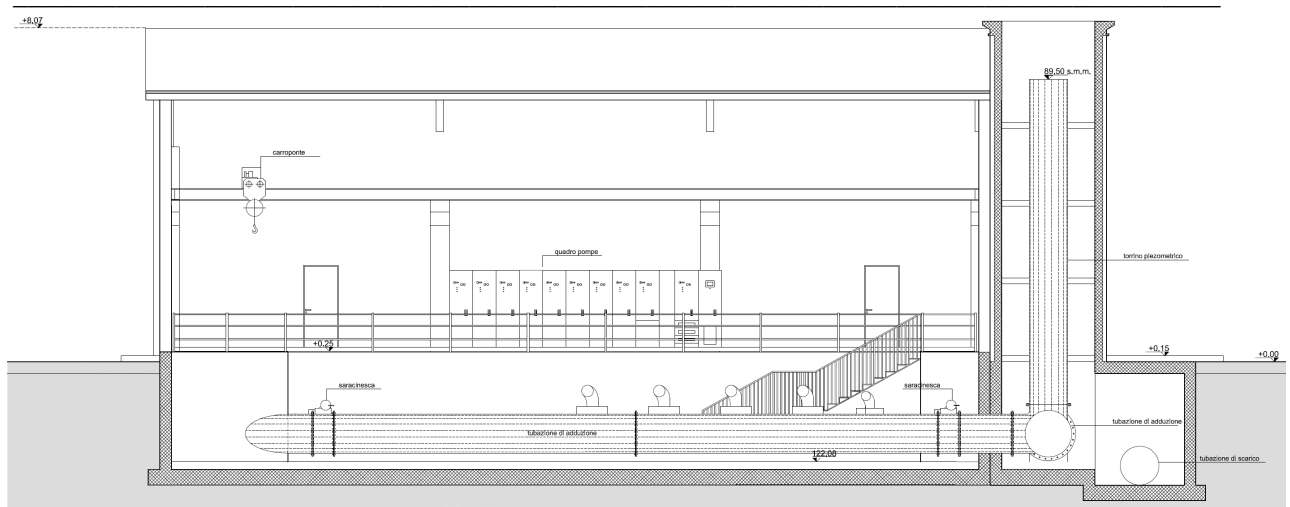 +8,07
89,50 s.m.m.
carroponte
quadro pompe
torrino piezometrico
+0,25
+0,15
+0,00
saracinesca
saracinesca
tubazione di adduzione
tubazione di adduzione
122,08
tubazione di scarico